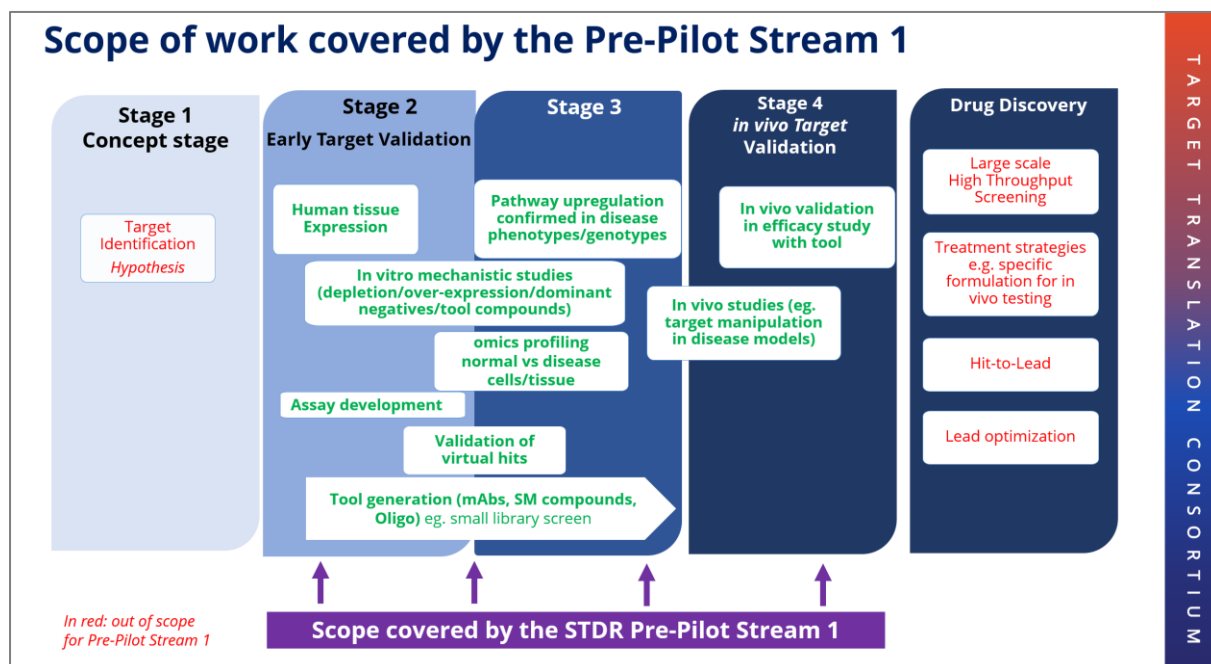 Scope of work covered by the Pre-Pilot Stream 1
Stage 1
Concept stage
Target
Identification
Hypothesis
Stage 2
Early Target Validation
Human tissue
Expression
Stage 3
Pathway upregulation
confirmed in disease
phenotypes/genotypes
In vitro mechanistic studies
(depletion/over-expression/dominant
negatives/tool compounds)
omics profiling
normal vs disease
cells/tissue
Assay development
Validation of
virtual hits
Tool generation (mAbs, SM compounds,
Oligo) eg. small library screen
Stage 4
in vivo Target
Validation
In vivo validation
in efficacy study
with tool
In vivo studies (eg.
target manipulation
in disease models)
Drug Discovery
Large scale
High Throughput
Screening
Treatment strategies
e.g. specific
formulation for in
vivo testing
Hit-to-Lead
Lead optimization
In red: out of scope
for Pre-Pilot Stream 1
Scope covered by the STDR Pre-Pilot Stream 1
TARGET TRANSLATION CONSORTIUM